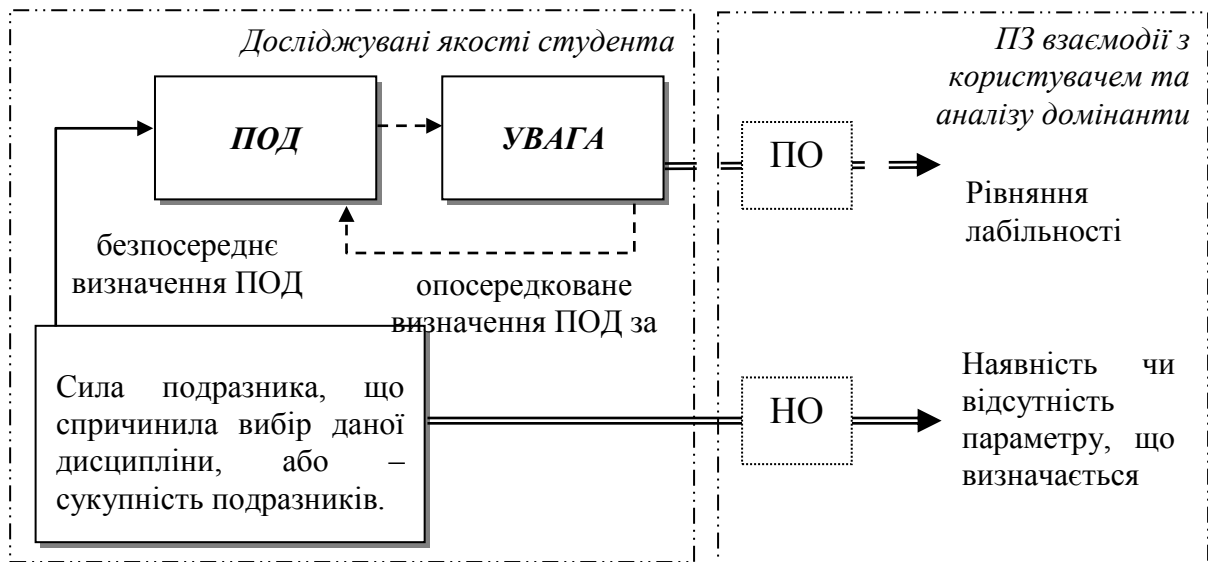 Досліджувані якості студента
ПОД
УВАГА
безпосереднє
визначення ПОД
опосередковане
визначення ПОД за
Сила подразника, що
спричинила вибір даної
дисципліни, або –
сукупність подразників.
ПЗ взаємодії з
користувачем та
аналізу домінанти
ПО
Рівняння
лабільності
НО
Наявність чи
відсутність
параметру, що
визначається